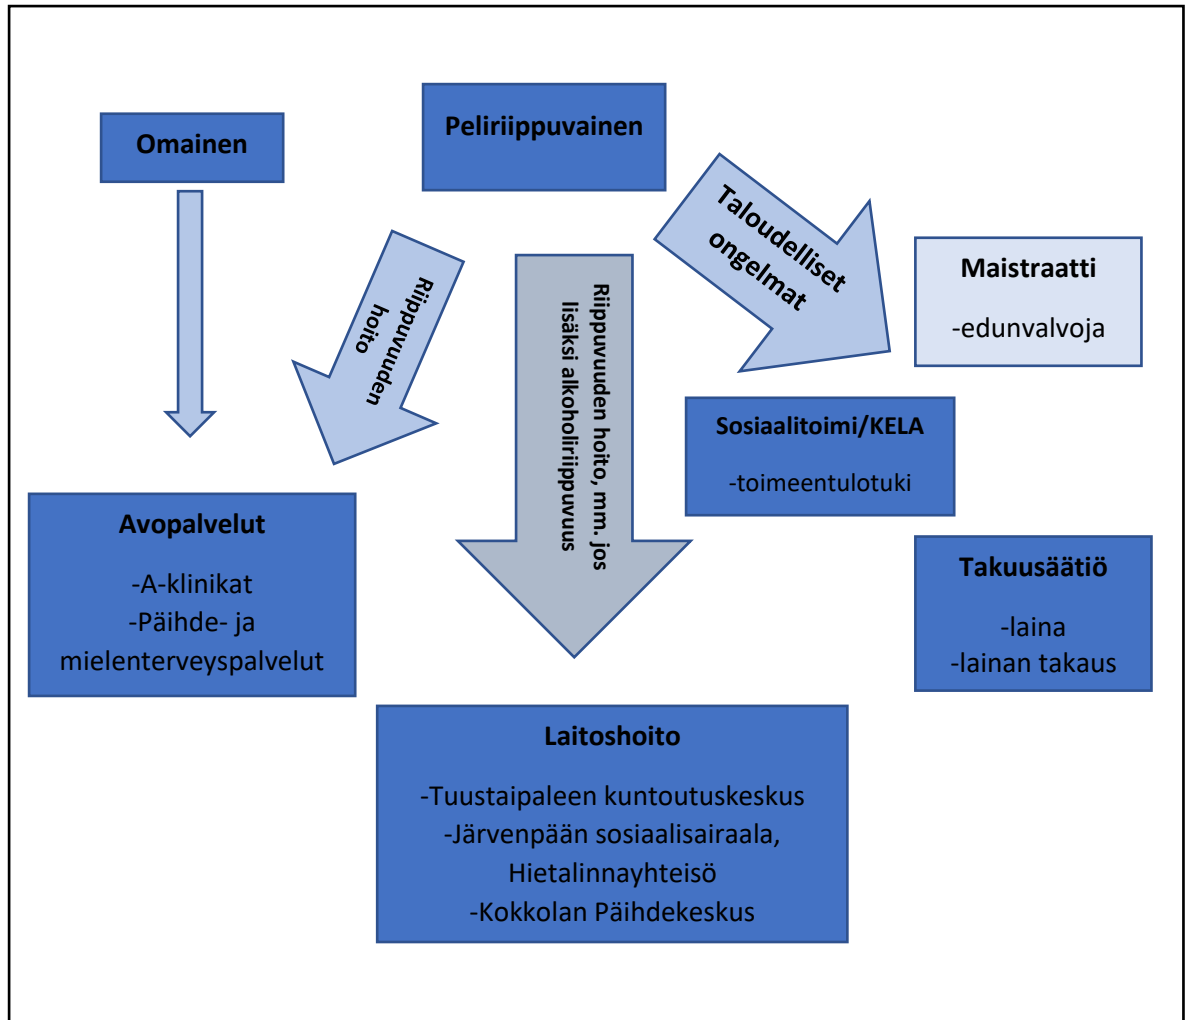 Omainen
Peliriippuvainen
Taloudelliset
ongelmat
Riippuvuuden
hoito
Riippuvuuden hoito, mm. jos
lisäksi alkoholiriippuvuus
Maistraatti
-edunvalvoja
Sosiaalitoimi/KELA
-toimeentulotuki
Avopalvelut
-A-klinikat
-Päihde- ja
mielenterveyspalvelut
Takuusäätiö
-laina
-lainan takaus
Laitoshoito
-Tuustaipaleen kuntoutuskeskus
-Järvenpään sosiaalisairaala,
Hietalinnayhteisö
-Kokkolan Päihdekeskus